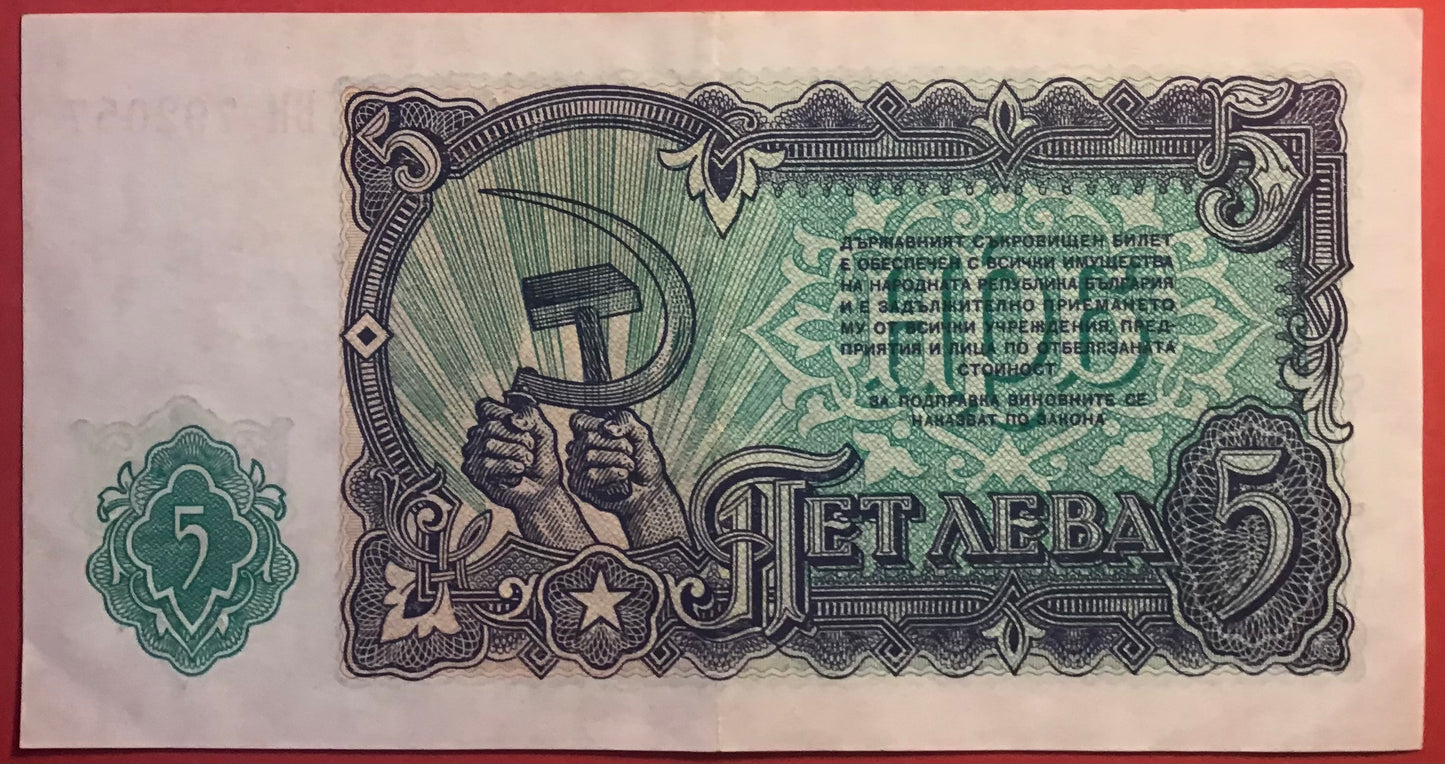 5
5
ДЪРЖАВНИЯТ СЪКРОВИЩЕН БИЛЕТ
Е ОБЕСПЕЧЕН С ВСИЧКИ ИМУЩЕСТВА
НА НАРОДНАТА РЕПУБЛИКА БЪЛГАРИЯ
И Е ЗАДЪЛЖИТЕЛНО ПРИЕМАНЕТО
МУ ОТ ВСИЧКИ УЧРЕЖДЕНИЯ, ПРЕД-
ПРИЯТИЯ И ЛИЦА ПО ОТБЕЛЯЗАНАТА
СТОЙНОСТ
ЗА ПОДПРАВКА ВИНОВНИТЕ СЕ
НАКАЗВАТ ПО ЗАКОНА
нрб
ПЕТ ЛЕВА
5
5